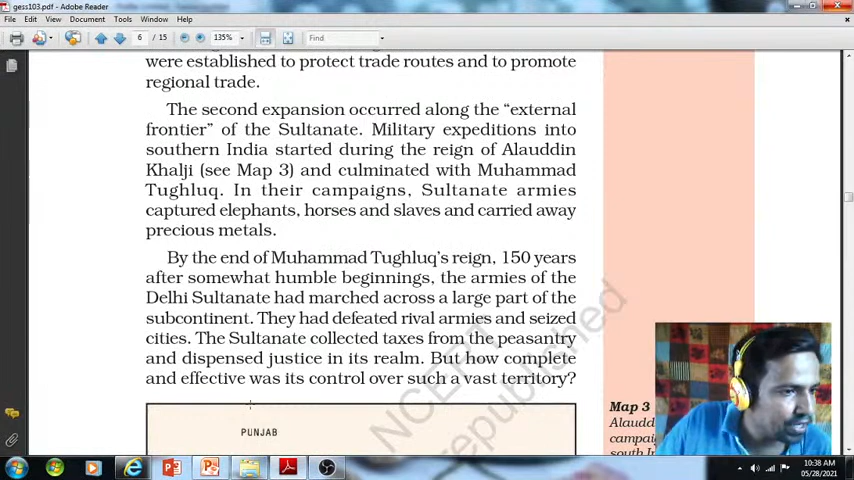 gess103.pdf - Adobe Reader
File Edit View Document Tools Window Help
6 / 15 135% Find
were established to protect trade routes and to promote
regional trade.
The second expansion occurred along the “external
frontier” of the Sultanate. Military expeditions into
southern India started during the reign of Alauddin
Khalji (see Map 3) and culminated with Muhammad
Tughluq. In their campaigns, Sultanate armies
captured elephants, horses and slaves and carried away
precious metals.
By the end of Muhammad Tughluq’s reign, 150 years
after somewhat humble beginnings, the armies of the
Delhi Sultanate had marched across a large part of the
subcontinent. They had defeated rival armies and seized
cities. The Sultanate collected taxes from the peasantry
and dispensed justice in its realm. But how complete
and effective was its control over such a vast territory?
NCERT
republished
PUNJAB
Map 3
Alaudd
campai
south In
10:38 AM
05/28/2021